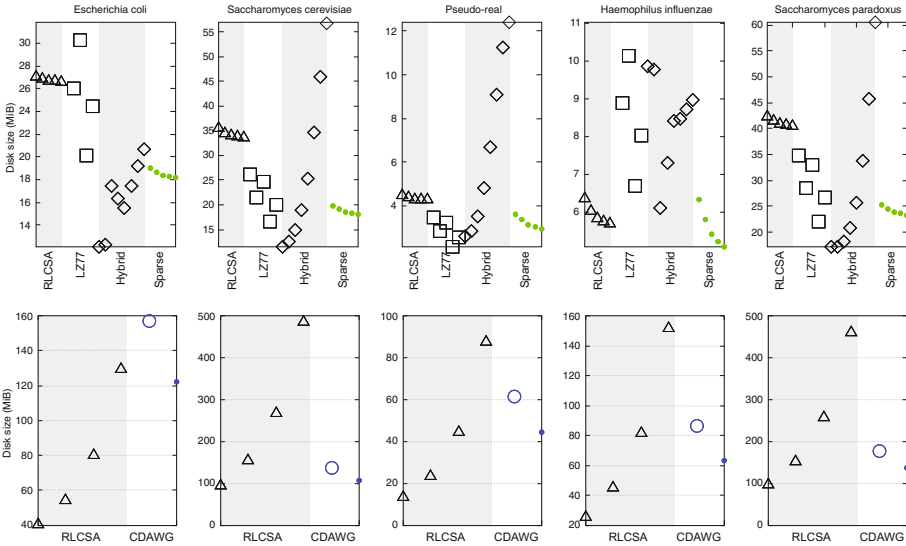 Escherichia coli
Saccharomyces cerevisiae
Pseudo-real
Haemophilus influenzae
Saccharomyces paradoxus
Disk size (MiB)
30
28
26
24
22
20
18
16
14
55
50
45
40
35
30
25
20
15
12
10
8
6
4
11
10
9
8
7
6
60
55
50
45
40
35
30
25
20
RLCSA
LZ77
Hybrid
Sparse
RLCSA
LZ77
Hybrid
Sparse
RLCSA
LZ77
Hybrid
Sparse
RLCSA
LZ77
Hybrid
Sparse
RLCSA
LZ77
Hybrid
Sparse
Disk size (MiB)
160
140
120
100
80
60
40
500
400
300
200
100
0
100
80
60
40
20
0
160
140
120
100
80
60
40
20
500
400
300
200
100
0
RLCSA CDAWG
RLCSA CDAWG
RLCSA CDAWG
RLCSA CDAWG
RLCSA CDAWG